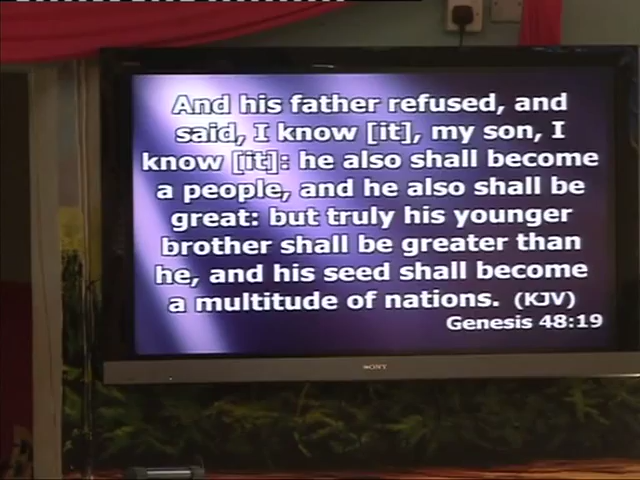 And his father refused, and
said, I know [it], my son, I
know [it]: he also shall become
a people, and he also shall be
great: but truly his younger
brother shall be greater than
he, and his seed shall become
a multitude of nations. (KJV)
Genesis 48:19
SONY